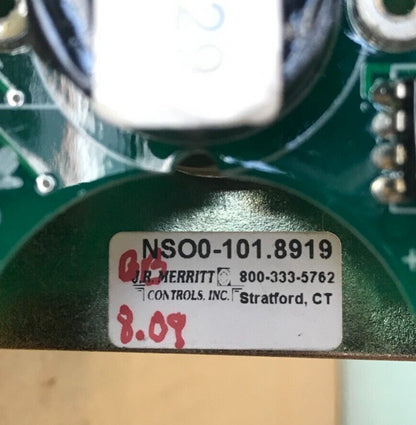 NSO0-101.8919
J.R. MERRITT 800-333-5762
CONTROLS, INC. Stratford, CT
8.09